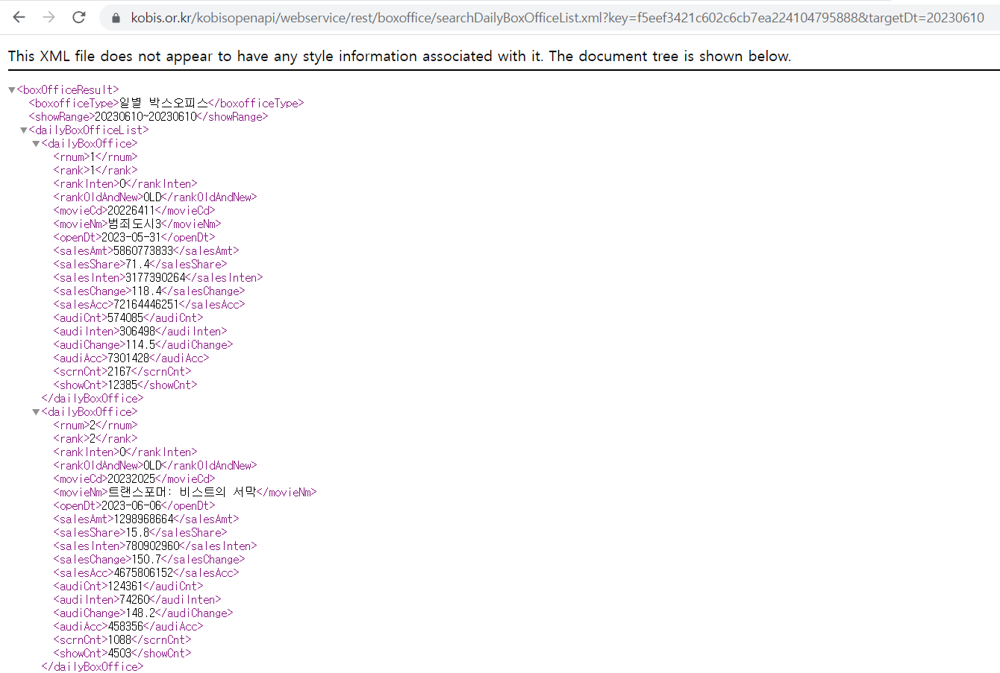 kobis.or.kr/kobisopenapi/webservice/rest/boxoffice/searchDailyBoxOfficeList.xml?key=f5eef3421c602c6cb7ea224104795888&targetDt=20230610
This XML file does not appear to have any style information associated with it. The document tree is shown below.
<boxOfficeResult>
<boxofficeType>일별 박스오피스</boxofficeType>
<showRange>20230610~20230610</showRange>
<dailyBoxOfficeList>
<dailyBoxOffice>
<rnum>1</rnum>
<rank>1</rank>
<rankInten>0</rankInten>
<rankOldAndNew>OLD</rankOldAndNew>
<movieCd>20226411</movieCd>
<movieNm>범죄도시3</movieNm>
<openDt>2023-05-31</openDt>
<salesAmt>5860773833</salesAmt>
<salesShare>71.4</salesShare>
<salesInten>3177390264</salesInten>
<salesChange>118.4</salesChange>
<salesAcc>72164446251</salesAcc>
<audiCnt>574085</audiCnt>
<audiInten>306498</audiInten>
<audiChange>114.5</audiChange>
<audiAcc>7301428</audiAcc>
<scrnCnt>2167</scrnCnt>
<showCnt>12385</showCnt>
</dailyBoxOffice>
<dailyBoxOffice>
<rnum>2</rnum>
<rank>2</rank>
<rankInten>0</rankInten>
<rankOldAndNew>OLD</rankOldAndNew>
<movieCd>20232025</movieCd>
<movieNm>트랜스포머: 비스트의 서막</movieNm>
<openDt>2023-06-06</openDt>
<salesAmt>1298968664</salesAmt>
<salesShare>15.8</salesShare>
<salesInten>780902960</salesInten>
<salesChange>150.7</salesChange>
<salesAcc>4675806152</salesAcc>
<audiCnt>124361</audiCnt>
<audiInten>74260</audiInten>
<audiChange>148.2</audiChange>
<audiAcc>458356</audiAcc>
<scrnCnt>1088</scrnCnt>
<showCnt>4503</showCnt>
</dailyBoxOffice>